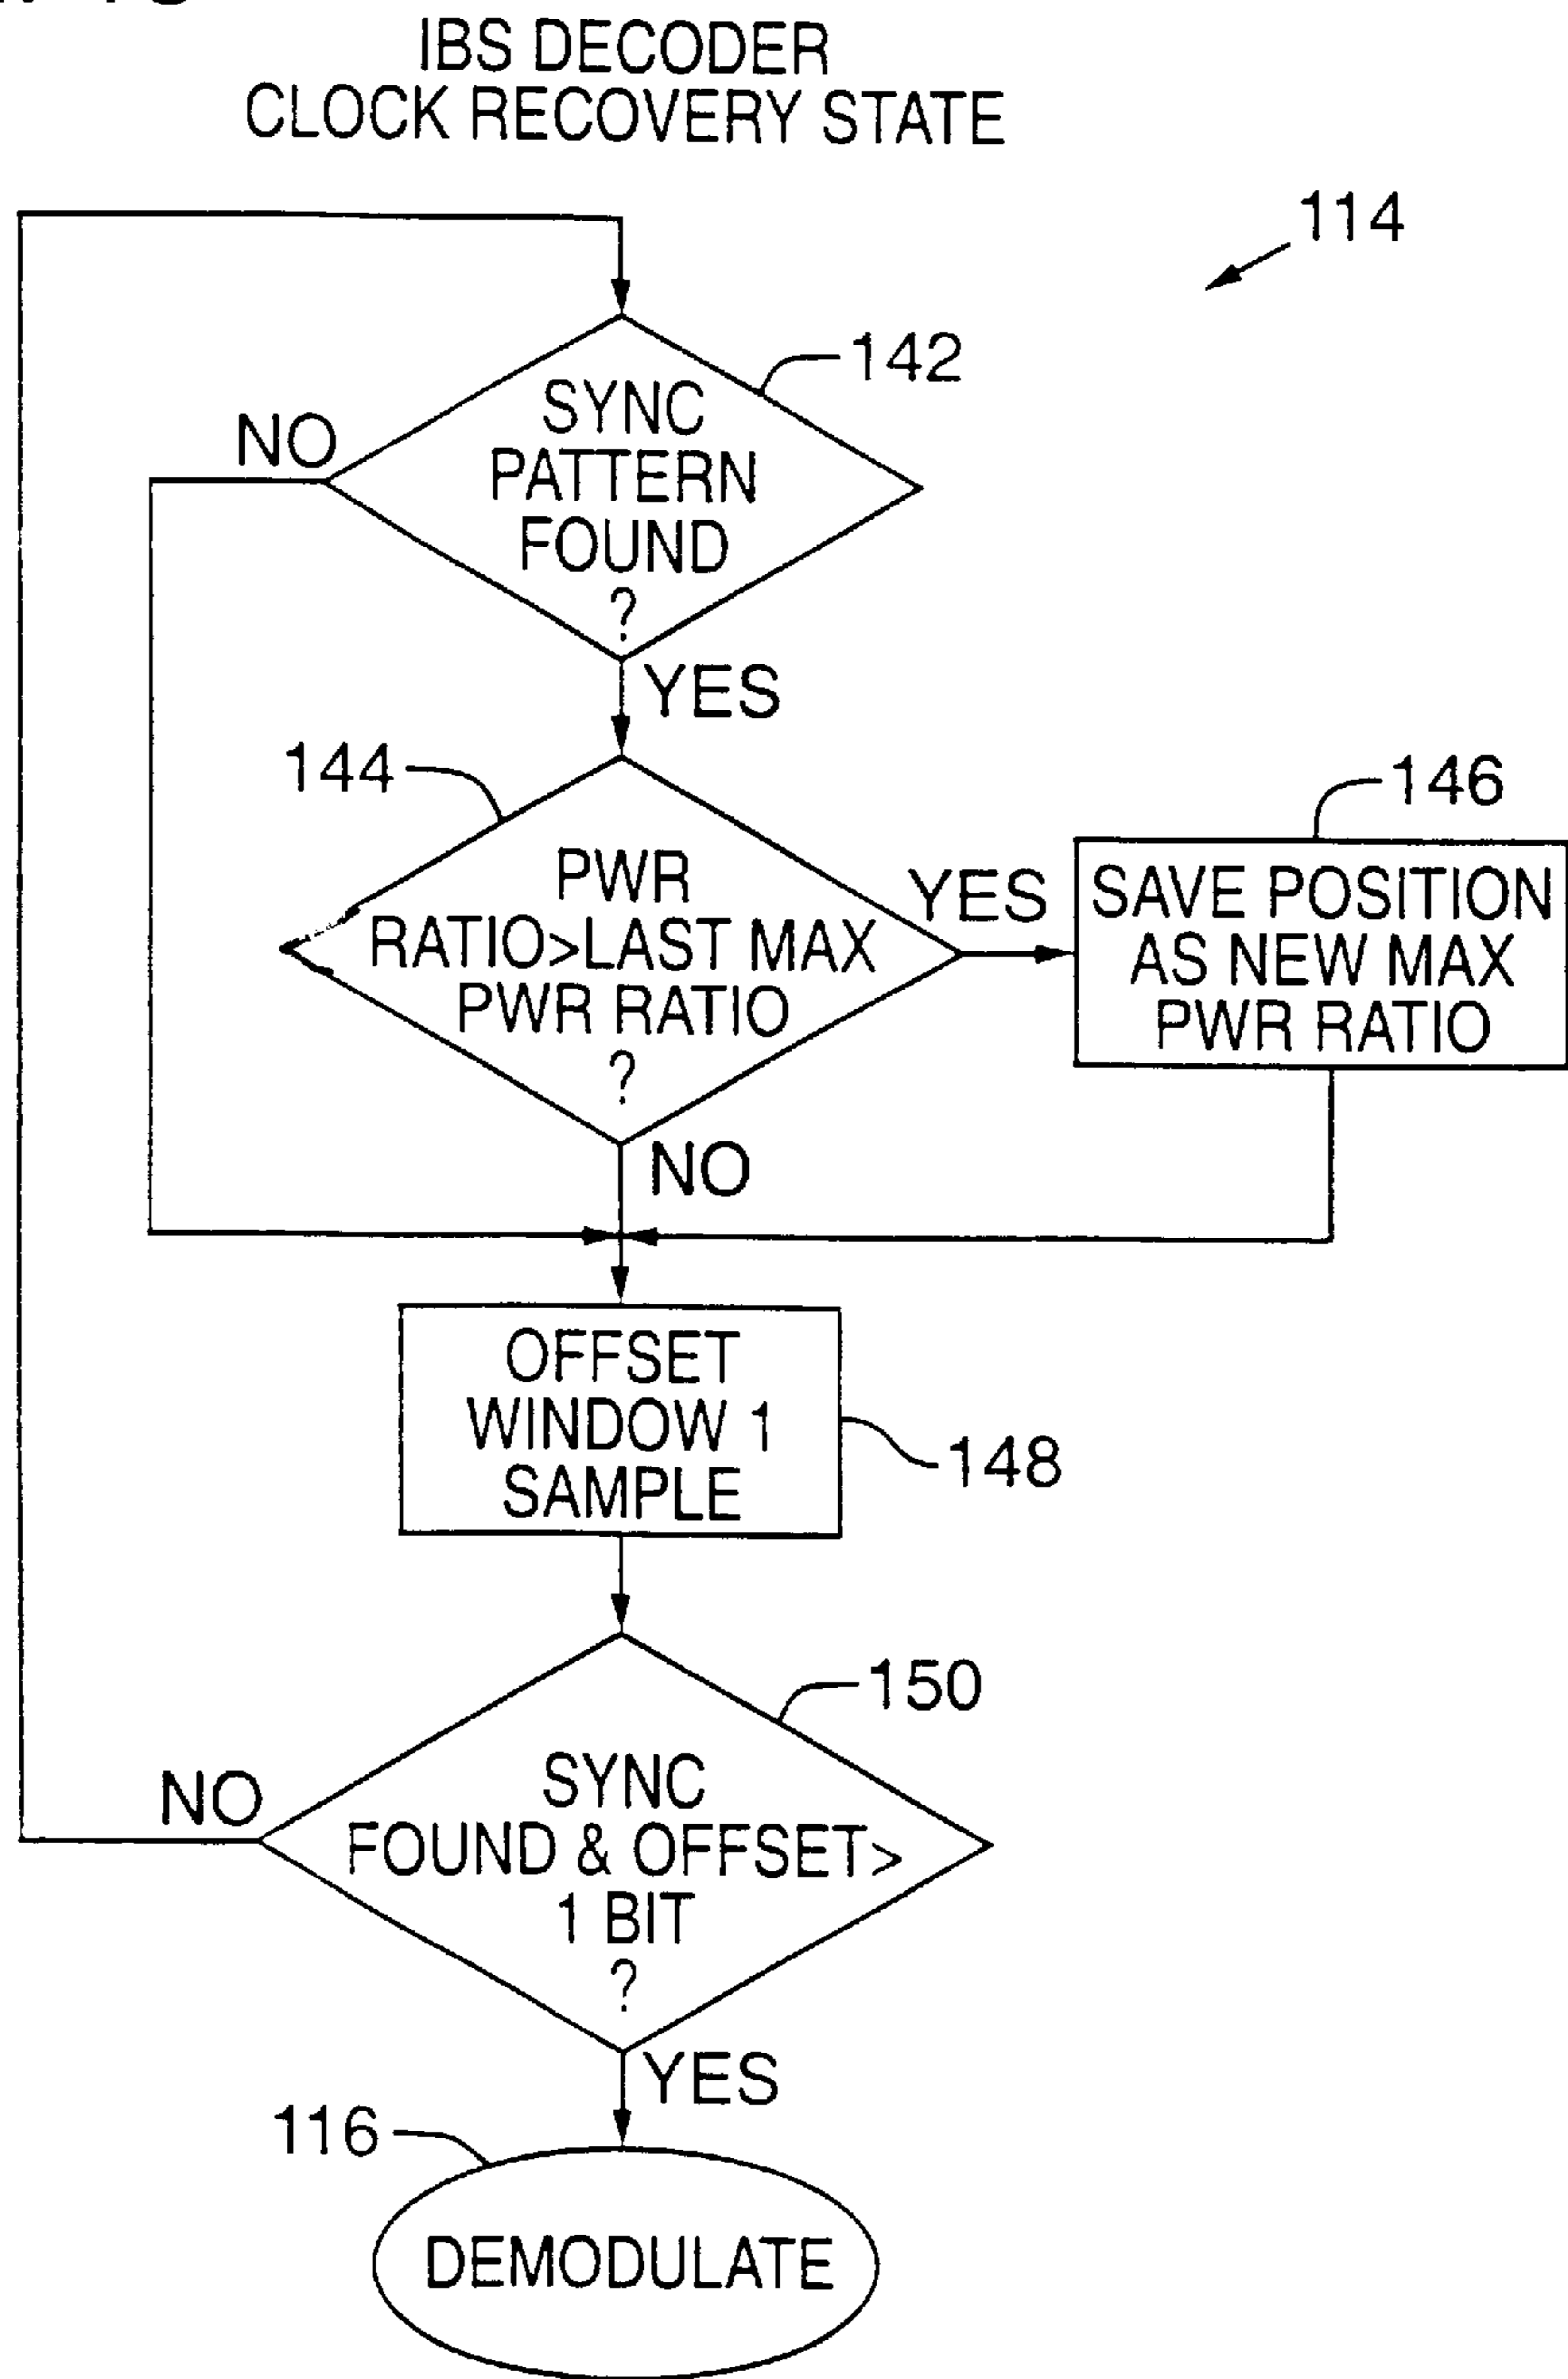 IBS DECODER
CLOCK RECOVERY STATE
114
142
SYNC
PATTERN
FOUND
?
NO
YES
144
PWR
RATIO>LAST MAX
PWR RATIO
?
YES
146
SAVE POSITION
AS NEW MAX
PWR RATIO
NO
OFFSET
WINDOW 1
SAMPLE
148
150
SYNC
FOUND & OFFSET>
1 BIT
?
NO
YES
116
DEMODULATE